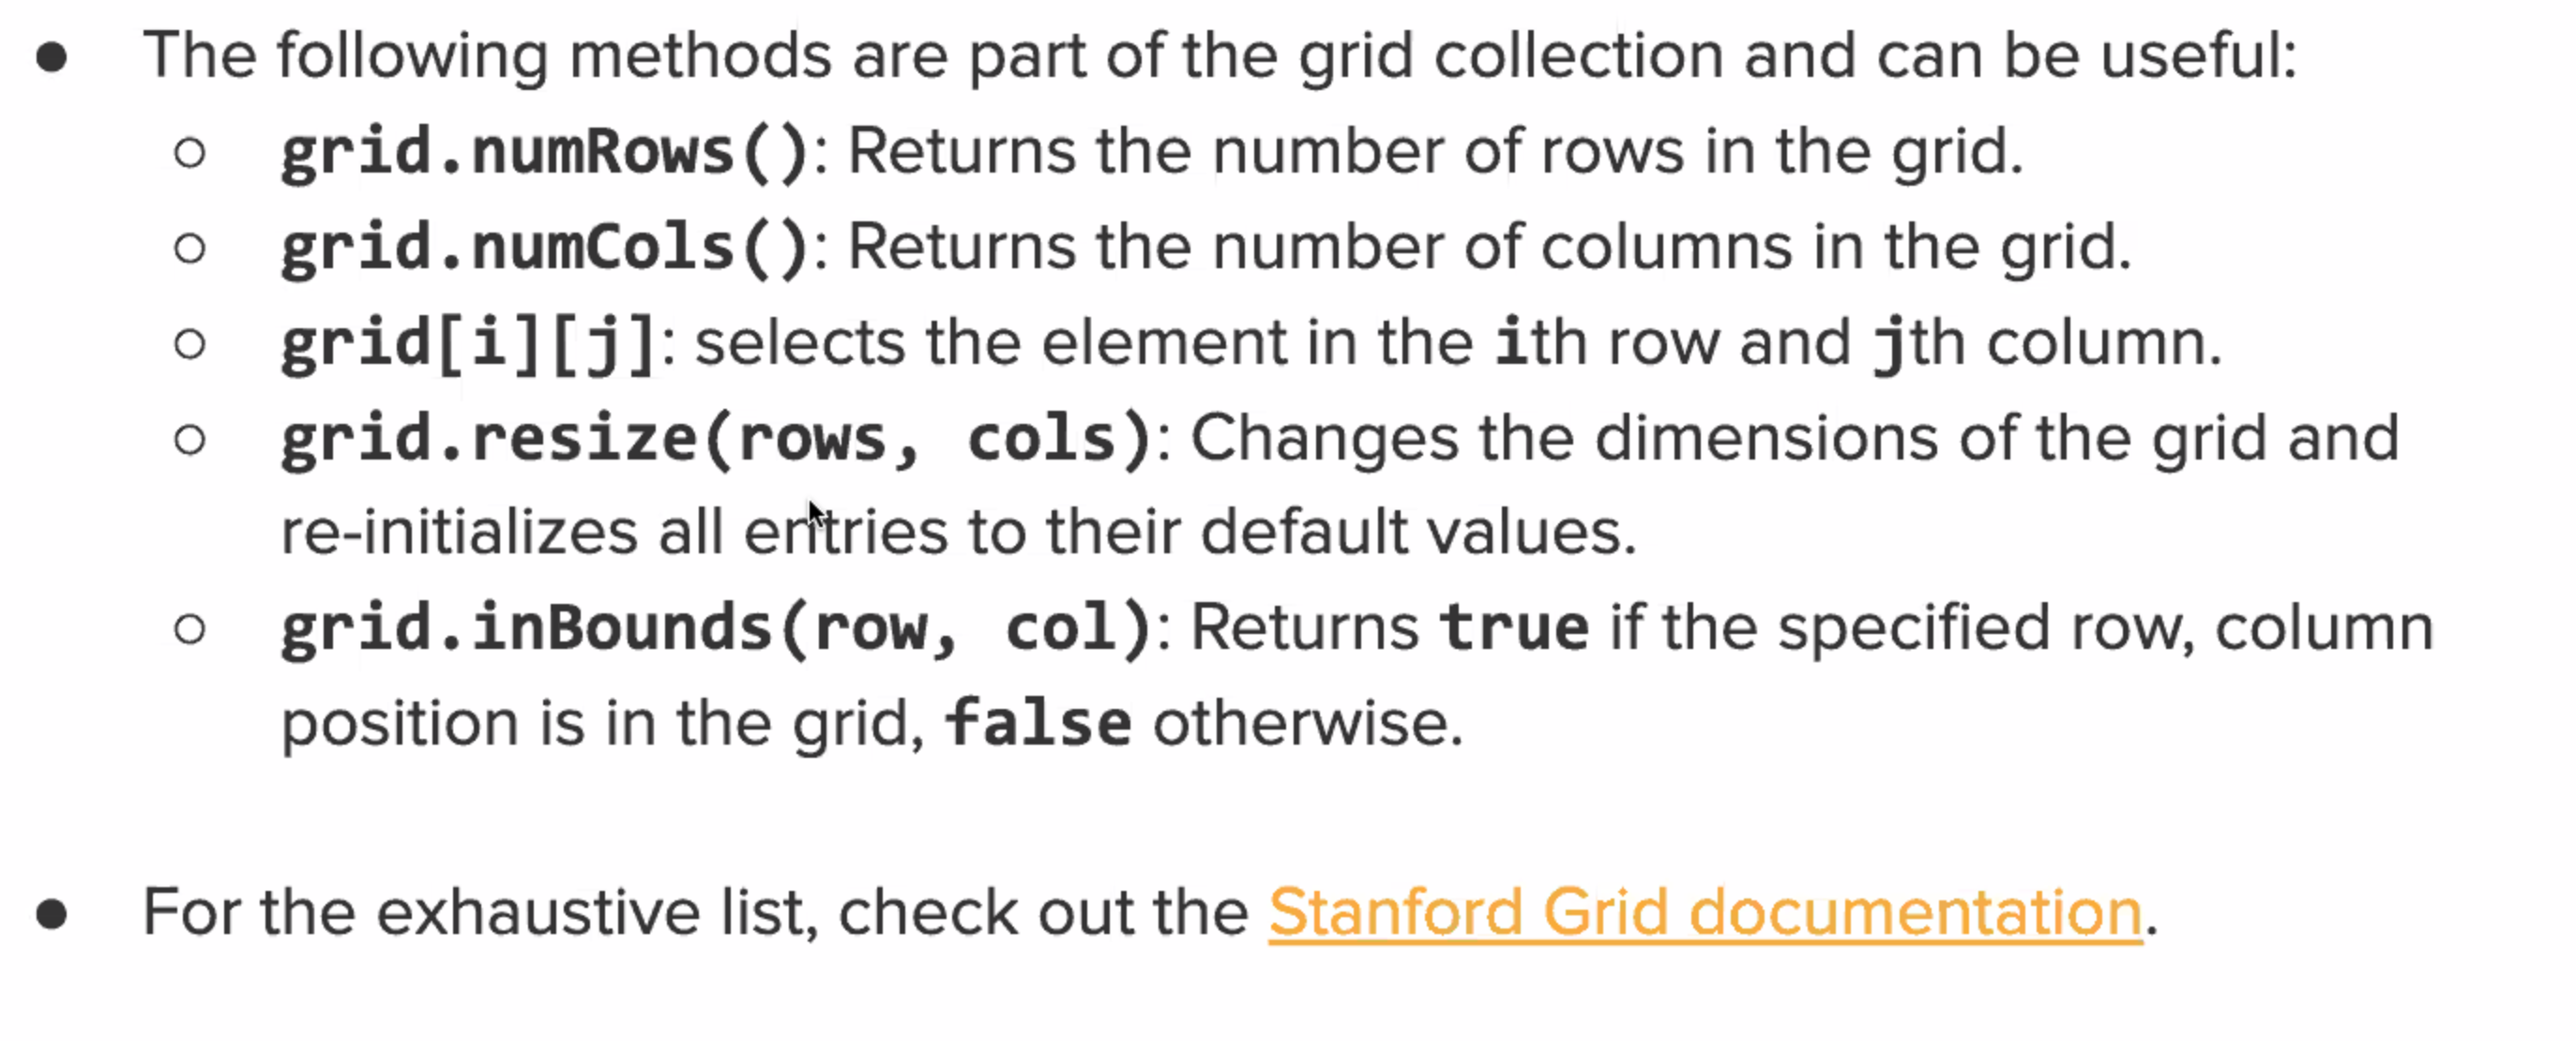 ● The following methods are part of the grid collection and can be useful:
○ grid.numRows(): Returns the number of rows in the grid.
○ grid.numCols(): Returns the number of columns in the grid.
○ grid[i][j]: selects the element in the ith row and jth column.
○ grid.resize(rows, cols): Changes the dimensions of the grid and
re-initializes all entries to their default values.
○ grid.inBounds(row, col): Returns true if the specified row, column
position is in the grid, false otherwise.
● For the exhaustive list, check out the Stanford Grid documentation.